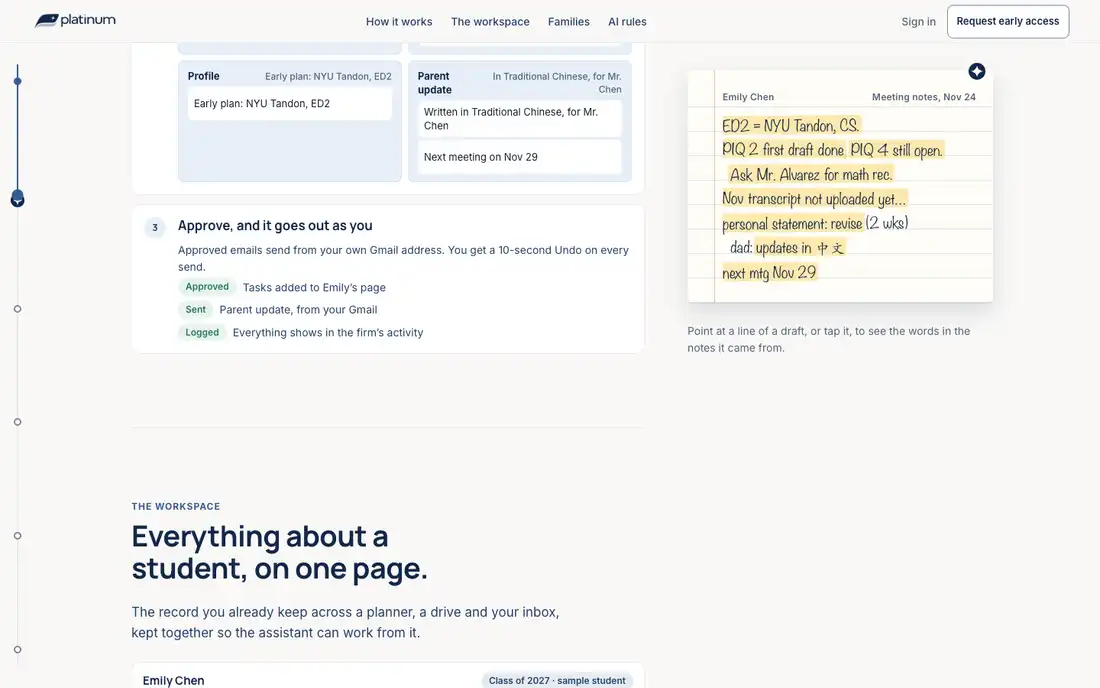 platinum
How it works The workspace Families AI rules
Sign in Request early access
Profile Early plan: NYU Tandon, ED2
Early plan: NYU Tandon, ED2
Parent update In Traditional Chinese, for Mr. Chen
Written in Traditional Chinese, for Mr.
Chen
Next meeting on Nov 29
3 Approve, and it goes out as you
Approved emails send from your own Gmail address. You get a 10-second Undo on every
send.
Approved Tasks added to Emily's page
Sent Parent update, from your Gmail
Logged Everything shows in the firm's activity
Emily Chen Meeting notes, Nov 24
ED2 = NYU Tandon, CS.
PIQ 2 first draft done PIQ 4 still open.
Ask Mr. Alvarez for math rec.
Nov transcript not uploaded yet...
personal statement: revise (2 wks)
dad: updates in 中文
next mtg Nov 29
Point at a line of a draft, or tap it, to see the words in the
notes it came from.
THE WORKSPACE
Everything about a
student, on one page.
The record you already keep across a planner, a drive and your inbox,
kept together so the assistant can work from it.
Emily Chen Class of 2027 · sample student